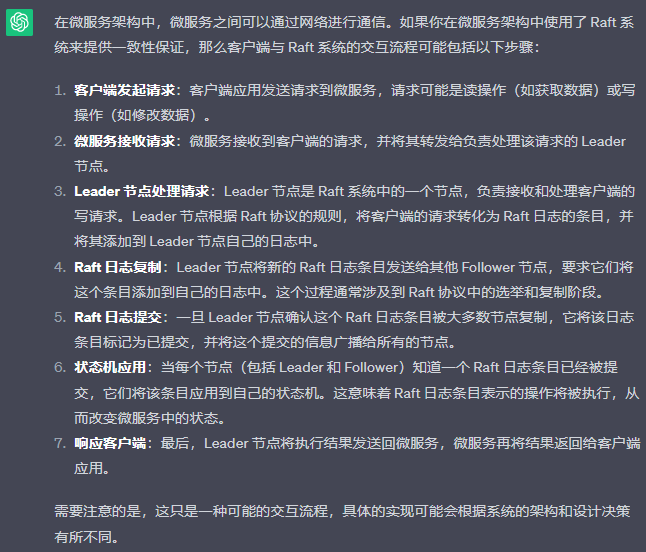 在微服务架构中，微服务之间可以通过网络进行通信。如果你在微服务架构中使用了 Raft 系
统来提供一致性保证，那么客户端与 Raft 系统的交互流程可能包括以下步骤：
1. 客户端发起请求：客户端应用发送请求到微服务，请求可能是读操作（如获取数据）或写
操作（如修改数据）。
2. 微服务接收请求：微服务接收到客户端的请求，并将其转发给负责处理该请求的 Leader
节点。
3. Leader 节点处理请求：Leader 节点是 Raft 系统中的一个节点，负责接收和处理客户端的
写请求。Leader 节点根据 Raft 协议的规则，将客户端的请求转化为 Raft 日志的条目，并
将其添加到 Leader 节点自己的日志中。
4. Raft 日志复制：Leader 节点将新的 Raft 日志条目发送给其他 Follower 节点，要求它们将
这个条目添加到自己的日志中。这个过程通常涉及到 Raft 协议中的选举和复制阶段。
5. Raft 日志提交：一旦 Leader 节点确认这个 Raft 日志条目被大多数节点复制，它将该日志
条目标记为已提交，并将这个提交的信息广播给所有的节点。
6. 状态机应用：当每个节点（包括 Leader 和 Follower）知道一个 Raft 日志条目已经被提
交，它们将该条目应用到自己的状态机。这意味着 Raft 日志条目表示的操作将被执行，从
而改变微服务中的状态。
7. 响应客户端：最后，Leader 节点将执行结果发送回微服务，微服务再将结果返回给客户端
应用。
需要注意的是，这只是一种可能的交互流程，具体的实现可能会根据系统的架构和设计决策
有所不同。